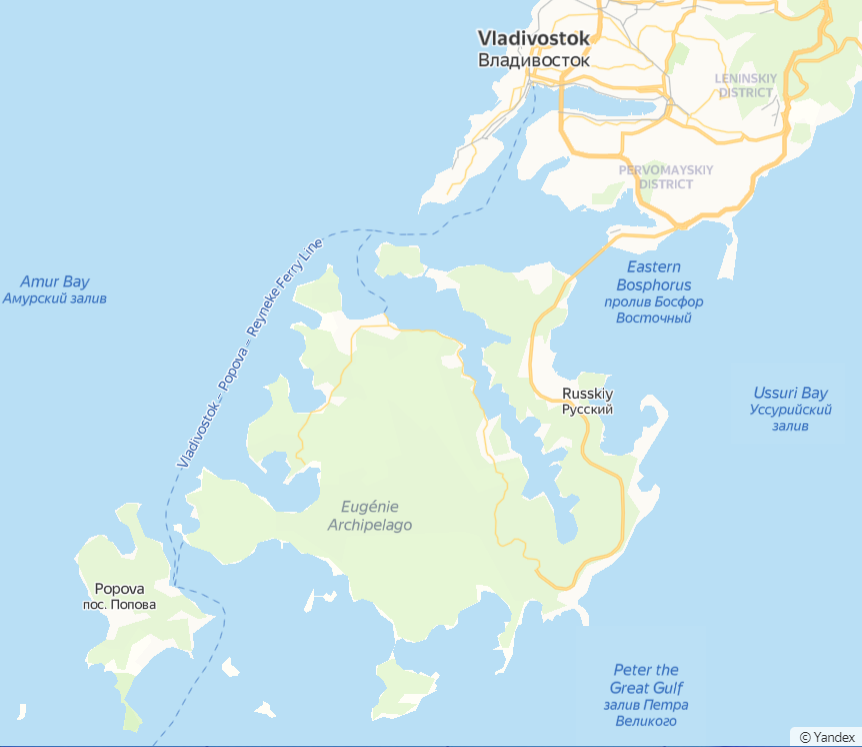 Vladivostok
Владивосток
LENINSKIY
DISTRICT
PERVOMAYSKIY
DISTRICT
Vladivostok – Popova – Reyneke Ferry Line
Amur Bay
Амурский залив
Eastern
Bosphorus
пролив Босфор
Восточный
Ussuri Bay
Уссурийский
залив
Russkiy
Русский
Eugénie
Archipelago
Popova
пос. Попова
Peter the
Great Gulf
залив Петра
Великого
© Yandex